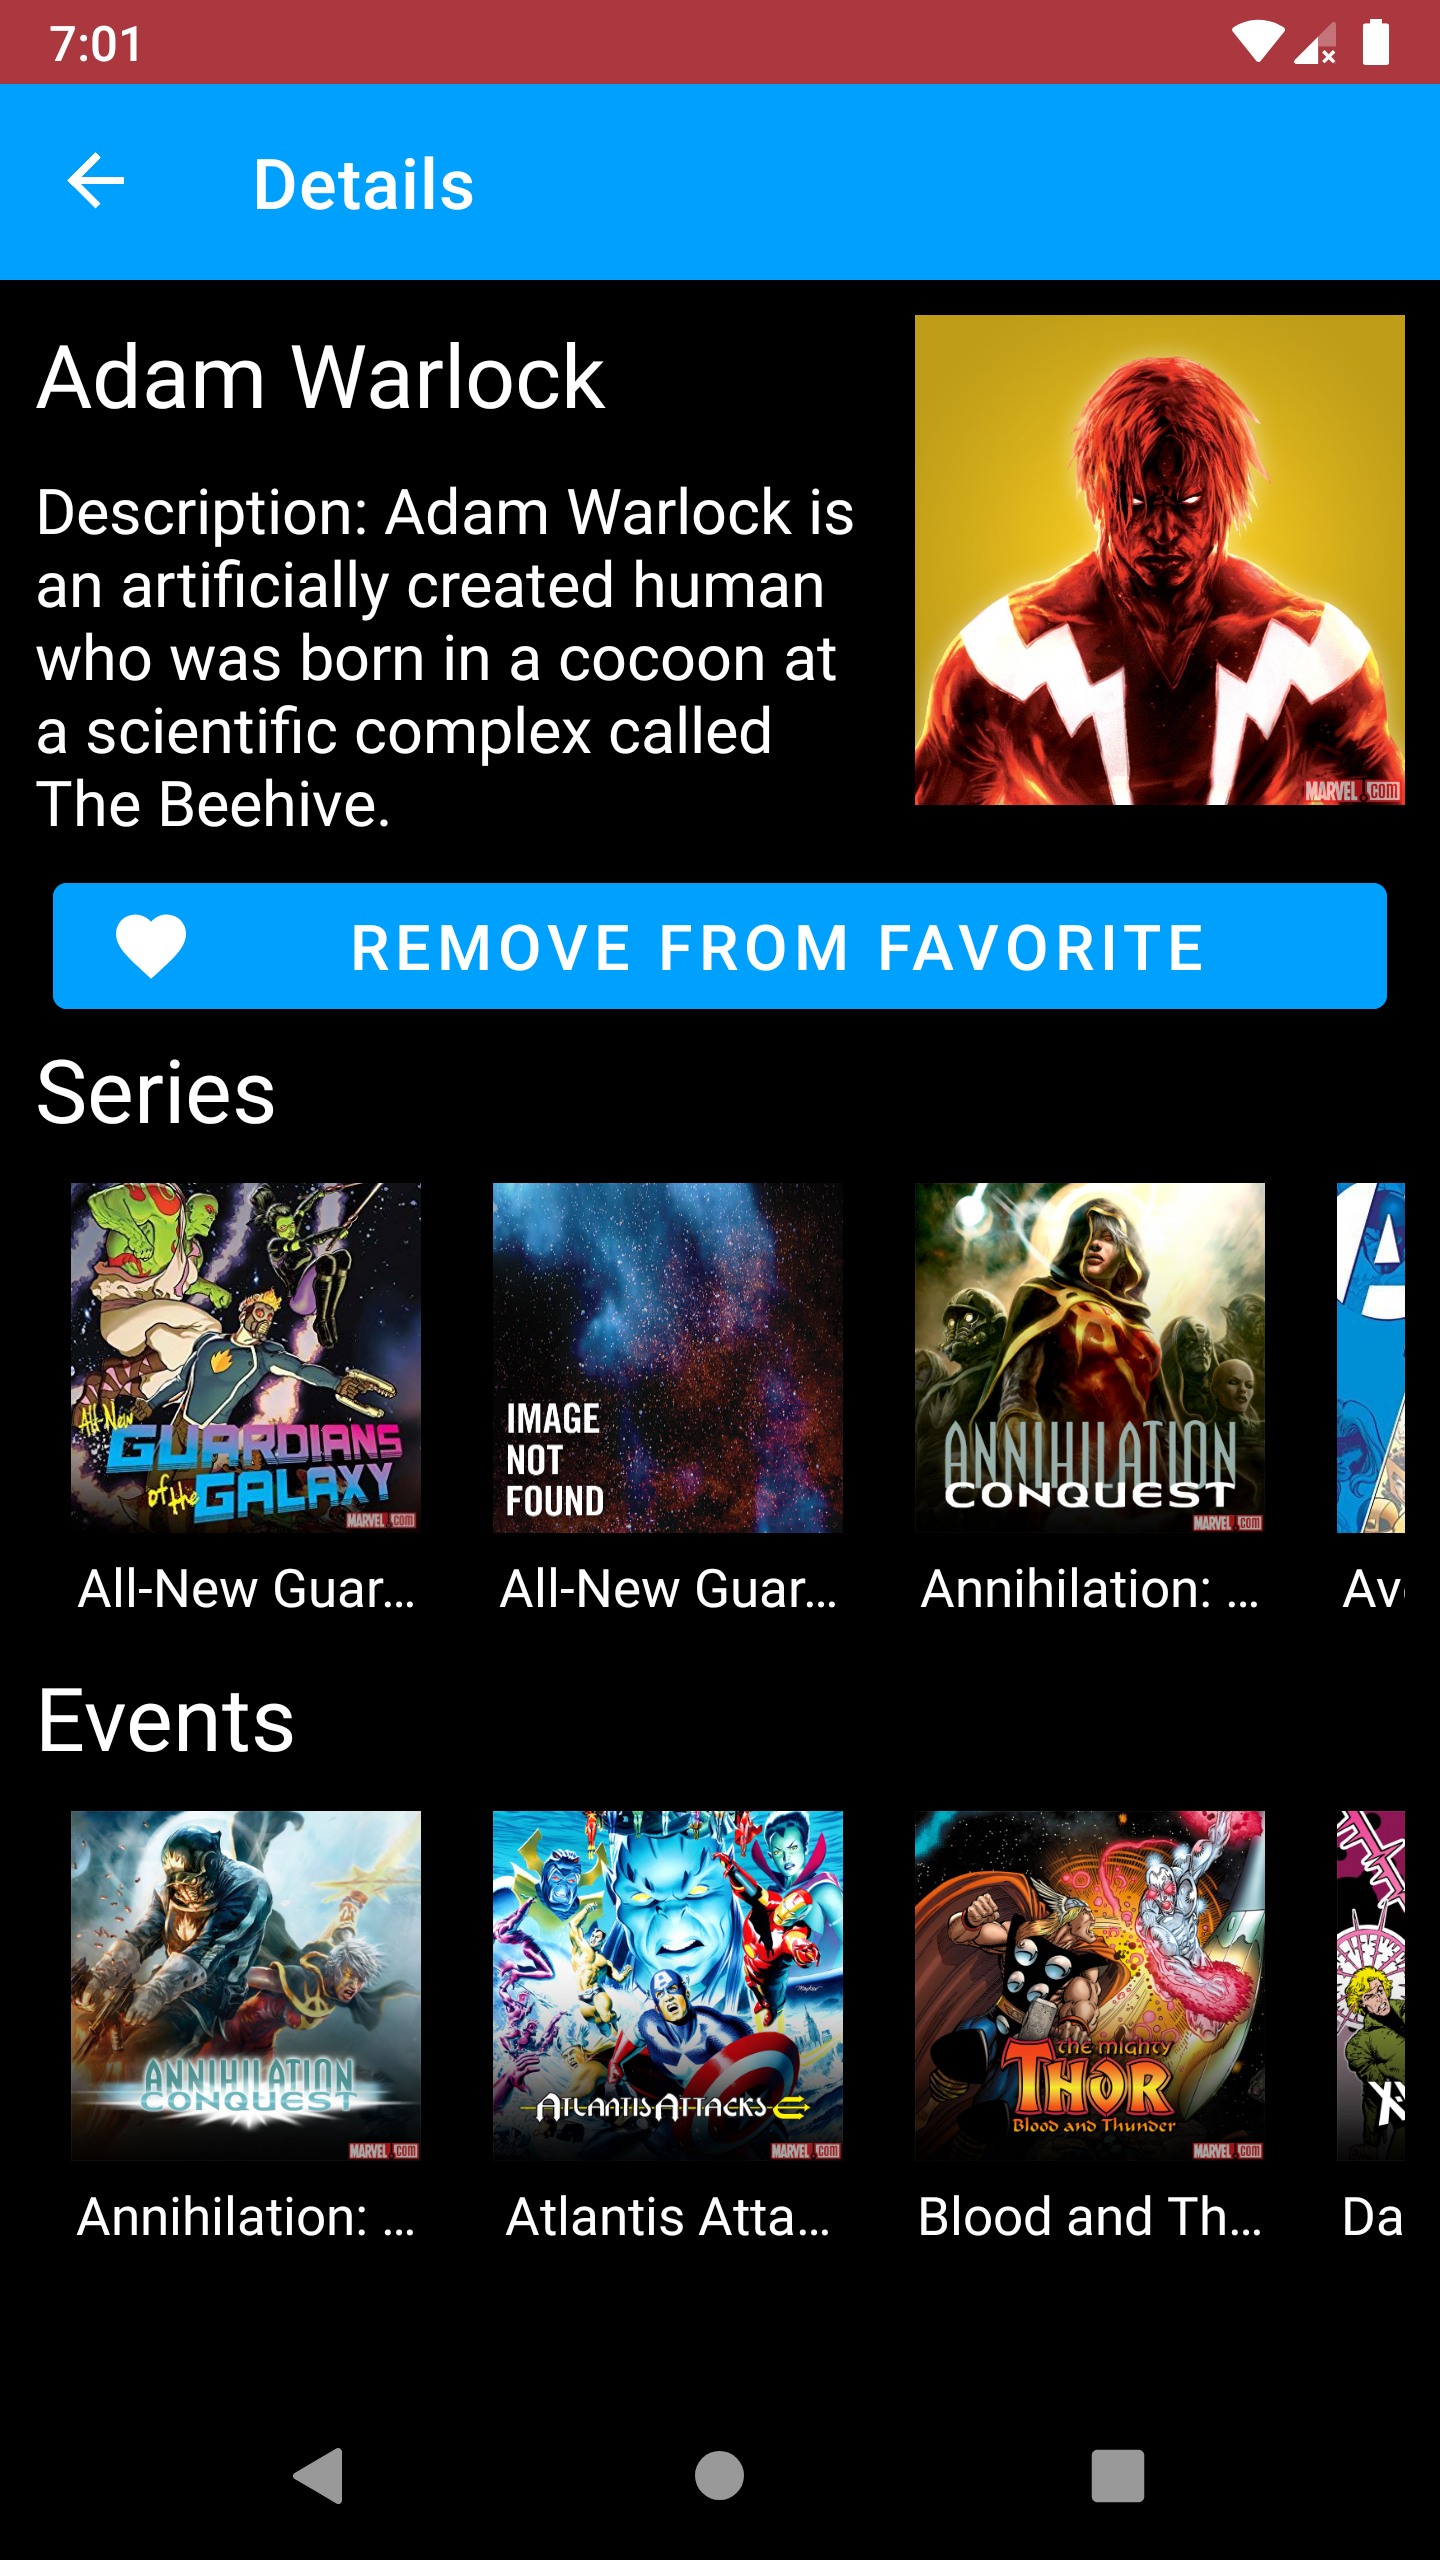 7:01
Details
Adam Warlock
Description: Adam Warlock is
an artificially created human
who was born in a cocoon at
a scientific complex called
The Beehive.
MARVEL.com
REMOVE FROM FAVORITE
Series
All-New
GUARDIANS
of the GALAXY
MARVEL.com
IMAGE
NOT
FOUND
ANNIHILATION
CONQUEST
MARVEL.com
A
All-New Guar...
All-New Guar...
Annihilation: ...
Av
Events
ANNIHILATION
CONQUEST
MARVEL.com
ATLANTIS ATTACKS
MARVEL.com
THE MIGHTY
THOR
Blood and Thunder
MARVEL.com
Annihilation: ...
Atlantis Atta...
Blood and Th...
Da